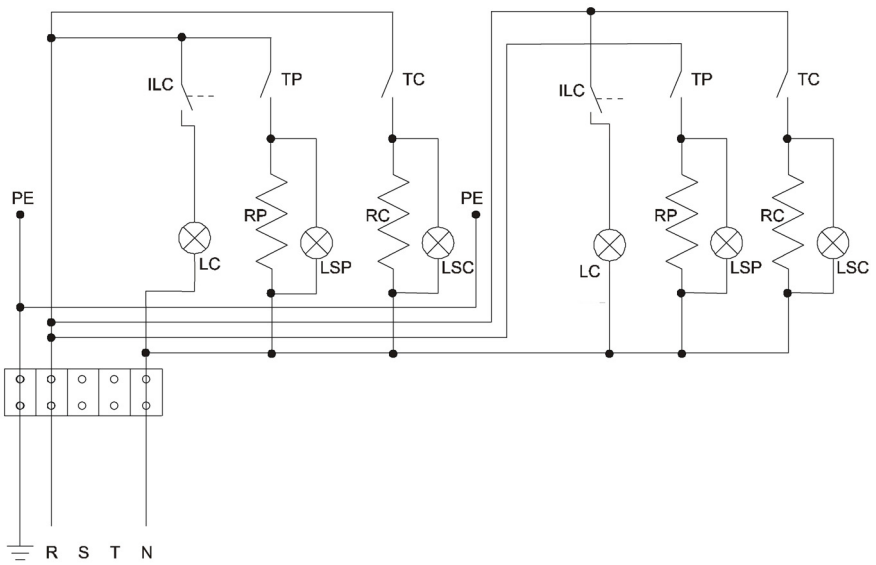 ILC TP TC ILC TP TC
PE RP RC PE RP RC
LC LSP LSC LC LSP LSC
R S T N